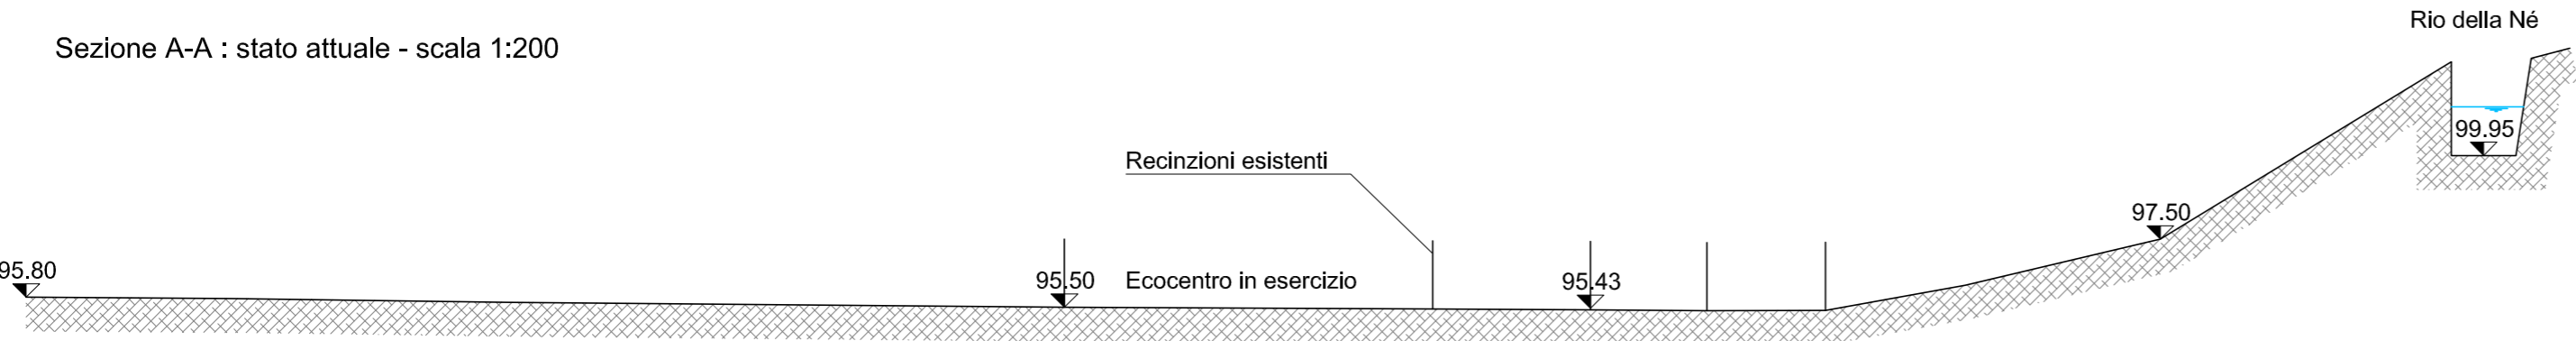 Rio della Né
Sezione A-A : stato attuale - scala 1:200
99.95
Recinzioni esistenti
97.50
95.80
95.50
Ecocentro in esercizio
95.43